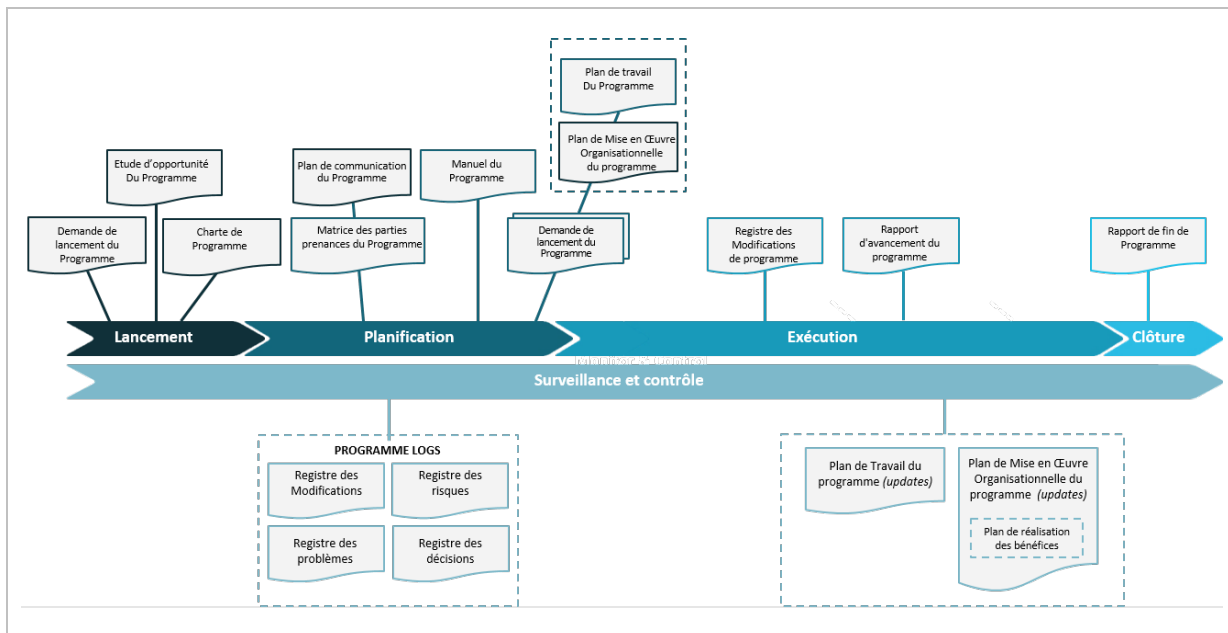 Plan de travail
Du Programme
Plan de Mise en Œuvre
Organisationnelle
du programme
Etude d'opportunité
Du Programme
Plan de communication
du Programme
Manuel du
Programme
Demande de
lancement du
Programme
Charte de
Programme
Matrice des parties
prenances du Programme
Demande de
lancement du
Programme
Registre des
Modifications
de programme
Rapport
d'avancement du
programme
Rapport de fin de
Programme
Lancement
Planification
Exécution
Clôture
Surveillance et contrôle
PROGRAMME LOGS
Registre des
Modifications
Registre des
risques
Registre des
problèmes
Registre des
décisions
Plan de Travail du
programme (updates)
Plan de Mise en Œuvre
Organisationnelle du
programme (updates)
Plan de réalisation
des bénéfices